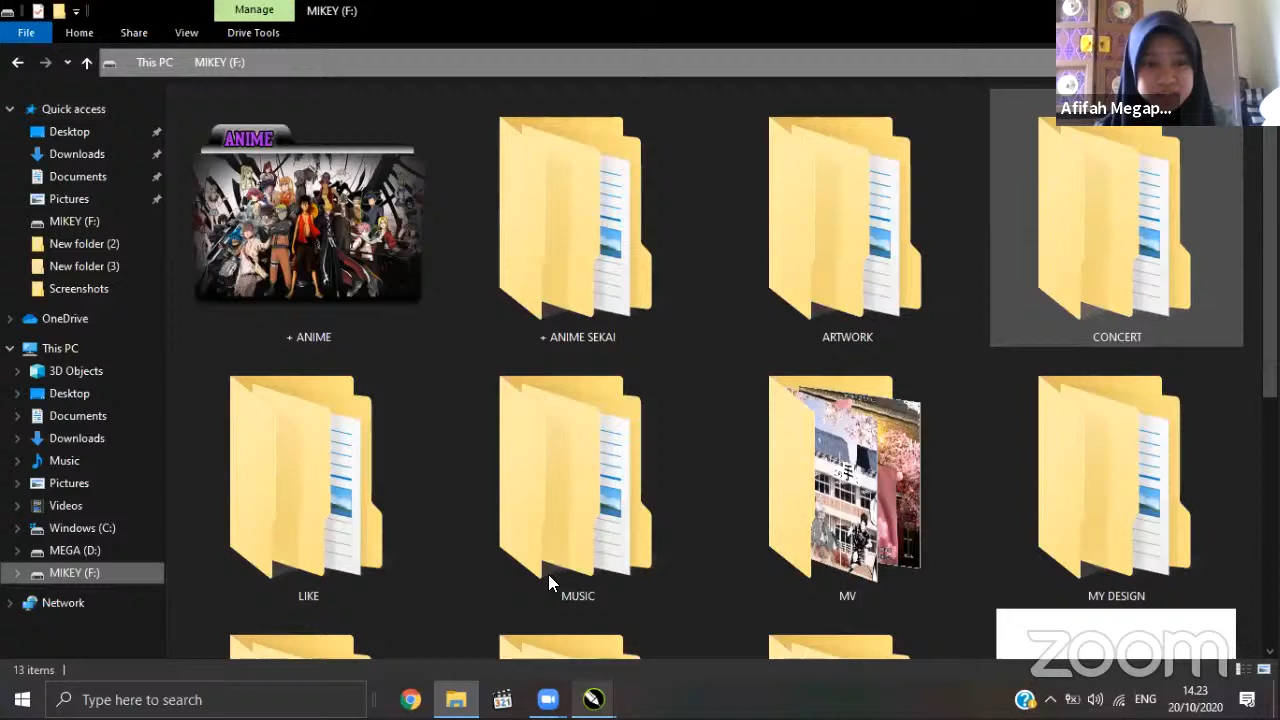 Manage
MIKEY (F:)
File
Home
Share
View
Drive Tools
This PC
MIKEY (F:)
Afifah Megap...
Quick access
Desktop
Downloads
Documents
Pictures
MIKEY (F:)
New folder (2)
New folder (3)
Screenshots
OneDrive
This PC
3D Objects
Desktop
Documents
Downloads
Music
Pictures
Videos
Windows (C:)
MEGA (D:)
MIKEY (F:)
Network
ANIME
+ ANIME
+ ANIME SEKAI
ARTWORK
CONCERT
LIKE
MUSIC
MV
MY DESIGN
zoom
13 items
Type here to search
321
ENG
14.23
20/10/2020